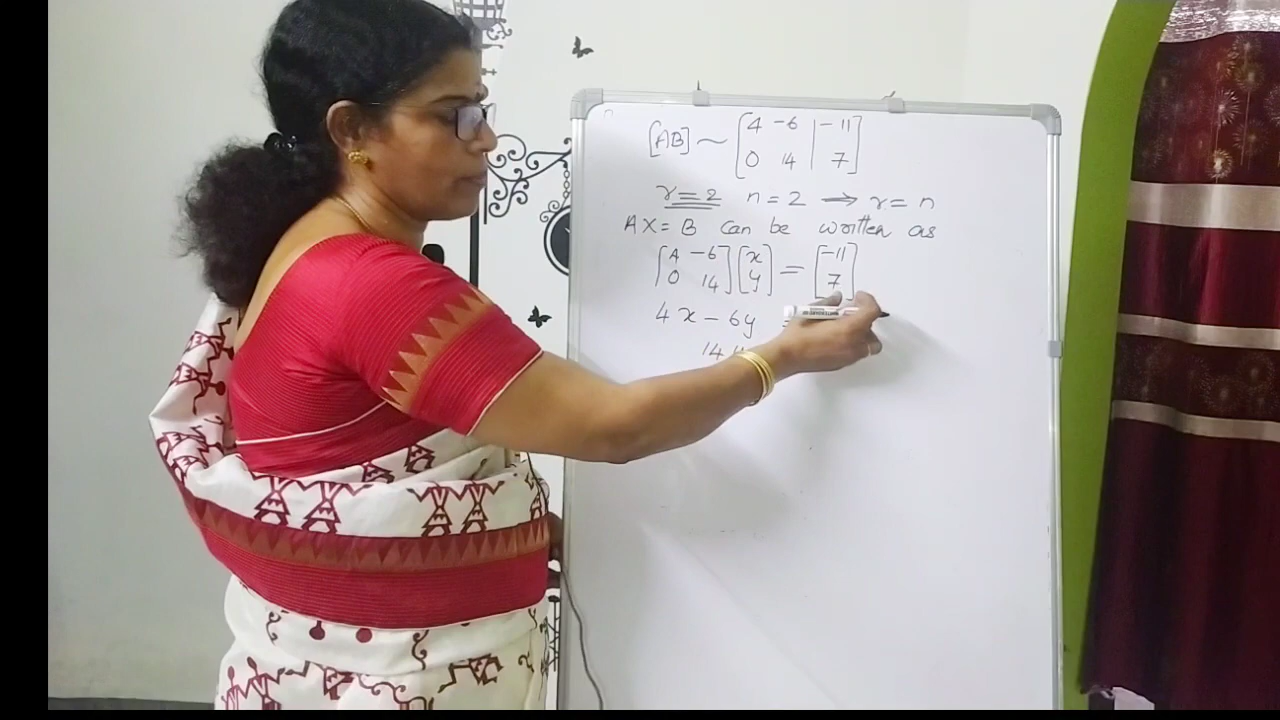 [AB] ~ [4 -6 | -11
0 14 | 7]
r = 2 n = 2 → r = n
AX = B can be written as
[4 -6 [x = [-11
0 14] y] 7]
4x - 6y =
14